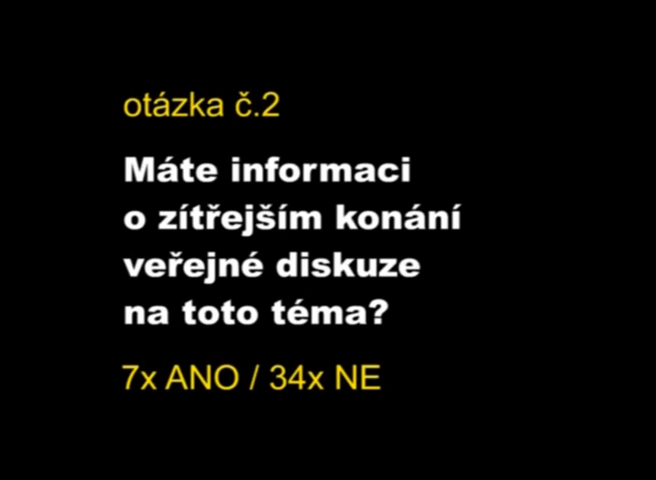 otázka č.2
Máte informaci
o zítřejším konání
veřejné diskuze
na toto téma?
7x ANO / 34x NE